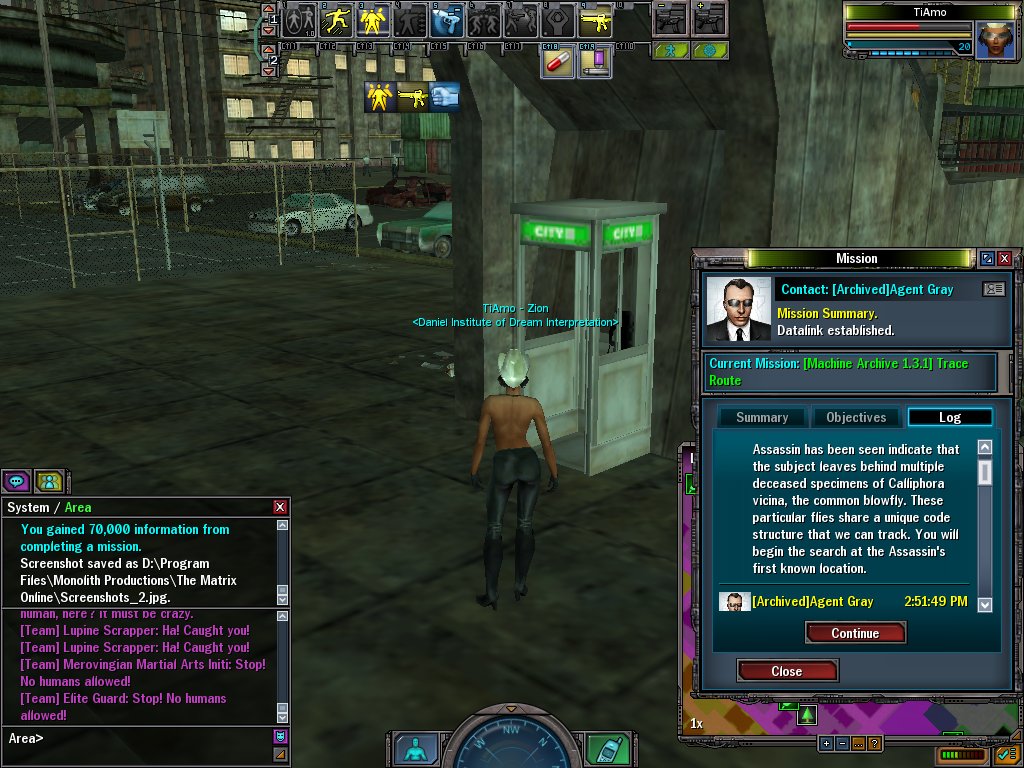 TiAmo
20
CITY
CITY
TiAmo - Zion
<Daniel Institute of Dream Interpretation>
Mission
Contact: [Archived]Agent Gray
Mission Summary.
Datalink established.
Current Mission: [Machine Archive 1.3.1] Trace
Route
Summary Objectives Log
Assassin has been seen indicate that
the subject leaves behind multiple
deceased specimens of Calliphora
vicina, the common blowfly. These
particular flies share a unique code
structure that we can track. You will
begin the search at the Assassin's
first known location.
[Archived]Agent Gray 2:51:49 PM
Continue
Close
System / Area
You gained 70,000 information from
completing a mission.
Screenshot saved as D:\Program
Files\Monolith Productions\The Matrix
Online\Screenshots_2.jpg.
human, here? It must be crazy.
[Team] Lupine Scrapper: Ha! Caught you!
[Team] Lupine Scrapper: Ha! Caught you!
[Team] Merovingian Martial Arts Initi: Stop!
No humans allowed!
[Team] Elite Guard: Stop! No humans
allowed!
Area>
W NW N
1x